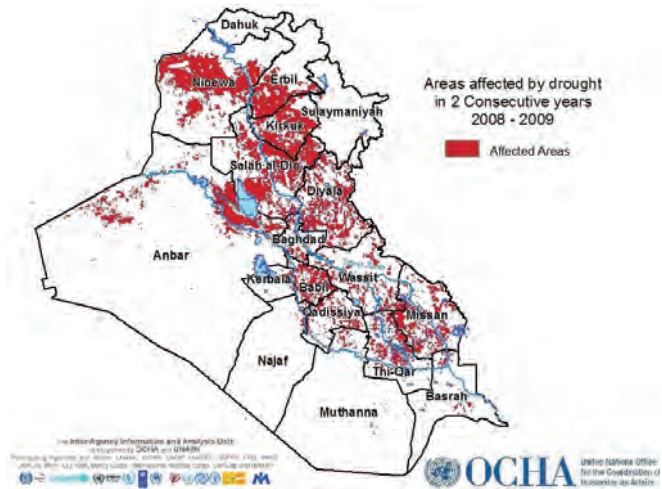 Dahuk
Ninewa
Erbil
Sulaymaniyah
Kirkuk
Salah al-Din
Diyala
Anbar
Baghdad
Kerbala
Babil
Wassit
Qadissiya
Missan
Najaf
Thi-Qar
Basrah
Muthanna
Areas affected by drought
in 2 Consecutive years
2008 - 2009
Affected Areas
The Inter-Agency Information and Analysis Unit
OCHA and UNAMI
OCHA
United Nations Office
for the Coordination of
Humanitarian Affairs